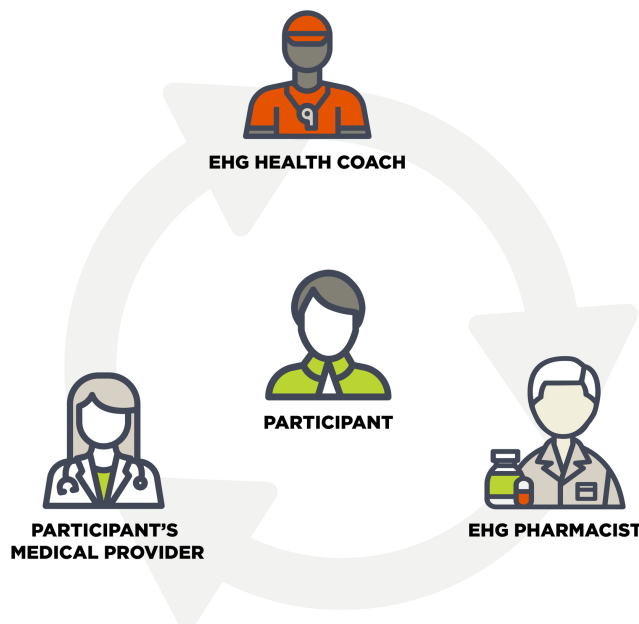 EHG HEALTH COACH
PARTICIPANT
PARTICIPANT'S
MEDICAL PROVIDER
EHG PHARMACIST